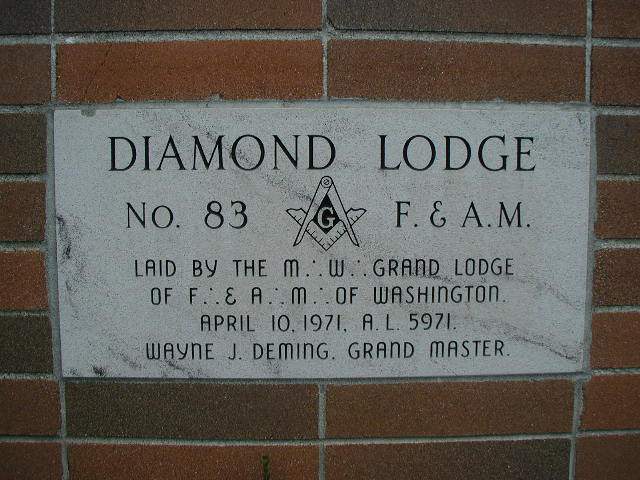 DIAMOND LODGE
No. 83 G F. & A.M.
LAID BY THE M∴W∴GRAND LODGE
OF F∴& A∴M∴OF WASHINGTON.
APRIL 10, 1971, A.L. 5971.
WAYNE J. DEMING, GRAND MASTER.